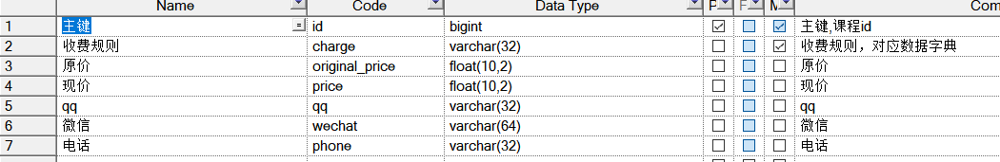 Name Code Data Type P F M Com
1 主键 = id bigint 主键,课程id
2 收费规则 charge varchar(32) 收费规则，对应数据字典
3 原价 original_price float(10,2) 原价
4 现价 price float(10,2) 现价
5 qq qq varchar(32) qq
6 微信 wechat varchar(64) 微信
7 电话 phone varchar(32) 电话